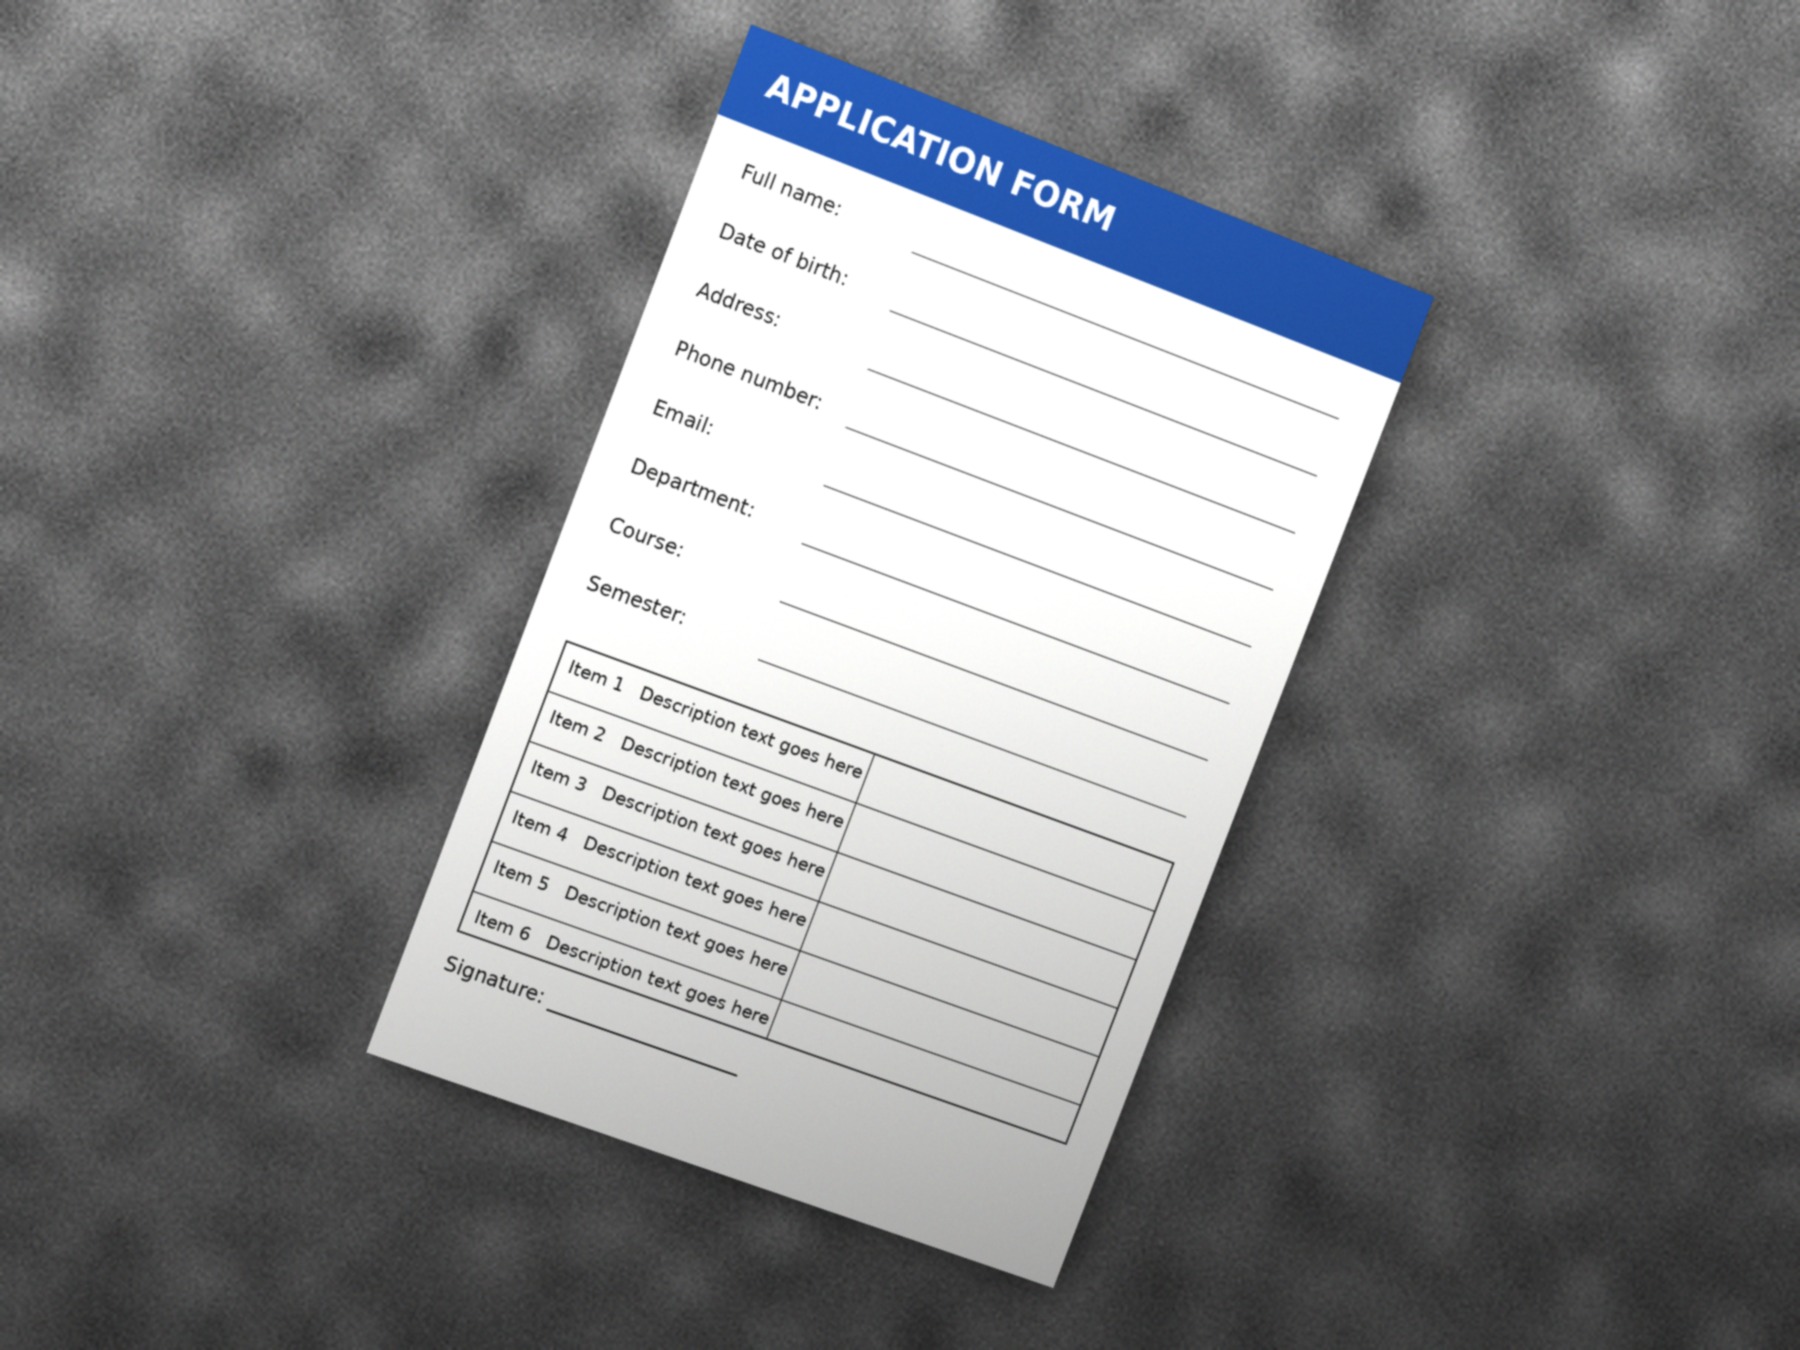 APPLICATION FORM
Full name:
Date of birth:
Address:
Phone number:
Email:
Department:
Course:
Semester:
Item 1 Description text goes here
Item 2 Description text goes here
Item 3 Description text goes here
Item 4 Description text goes here
Item 5 Description text goes here
Item 6 Description text goes here
Signature: